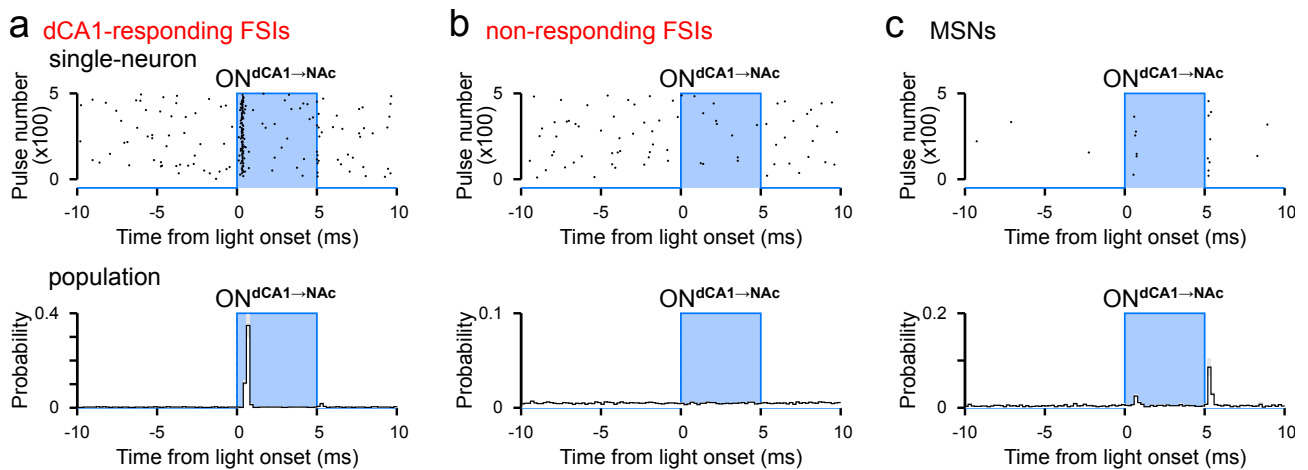 a dCA1-responding FSIs
single-neuron
ON dCA1→NAc
Pulse number
(x100)
5
0
-10 -5 0 5 10
Time from light onset (ms)
population
ON dCA1→NAc
Probability
0.4
0
-10 -5 0 5 10
Time from light onset (ms)
b non-responding FSIs
ON dCA1→NAc
Pulse number
(x100)
5
0
-10 -5 0 5 10
Time from light onset (ms)
ON dCA1→NAc
Probability
0.1
0
-10 -5 0 5 10
Time from light onset (ms)
c MSNs
ON dCA1→NAc
Pulse number
(x100)
5
0
-10 -5 0 5 10
Time from light onset (ms)
ON dCA1→NAc
Probability
0.2
0
-10 -5 0 5 10
Time from light onset (ms)